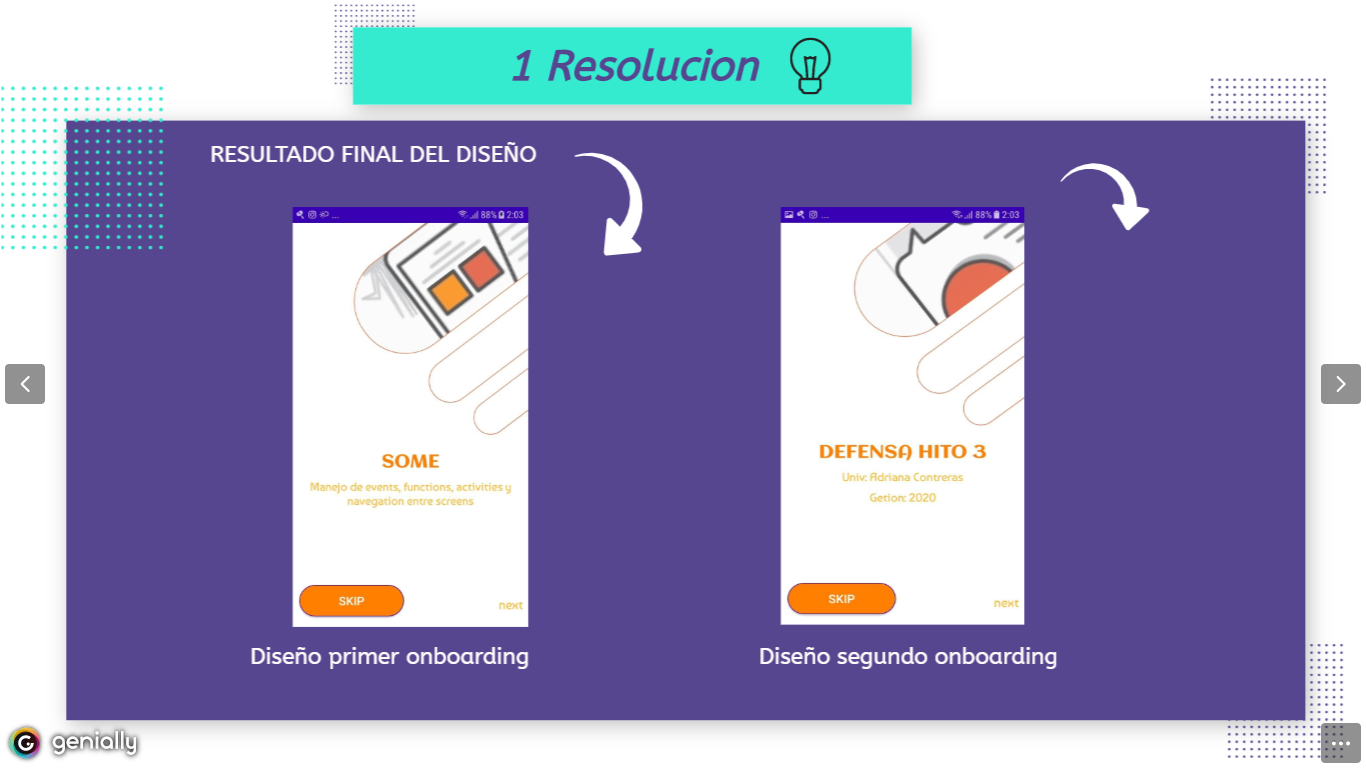 1 Resolucion
RESULTADO FINAL DEL DISEÑO
... 88% 2:03
SOME
Manejo de events, functions, activities y
navegation entre screens
SKIP
next
Diseño primer onboarding
... 88% 2:03
DEFENSA HITO 3
Univ: Adriana Contreras
Getion: 2020
SKIP
next
Diseño segundo onboarding
genially